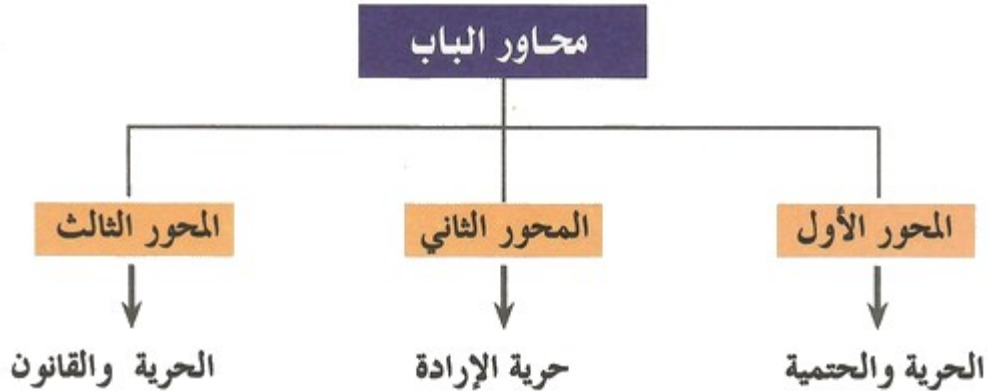 محاور الباب
المحور الأول
المحور الثاني
المحور الثالث
الحرية والحتمية
حرية الإرادة
الحرية والقانون